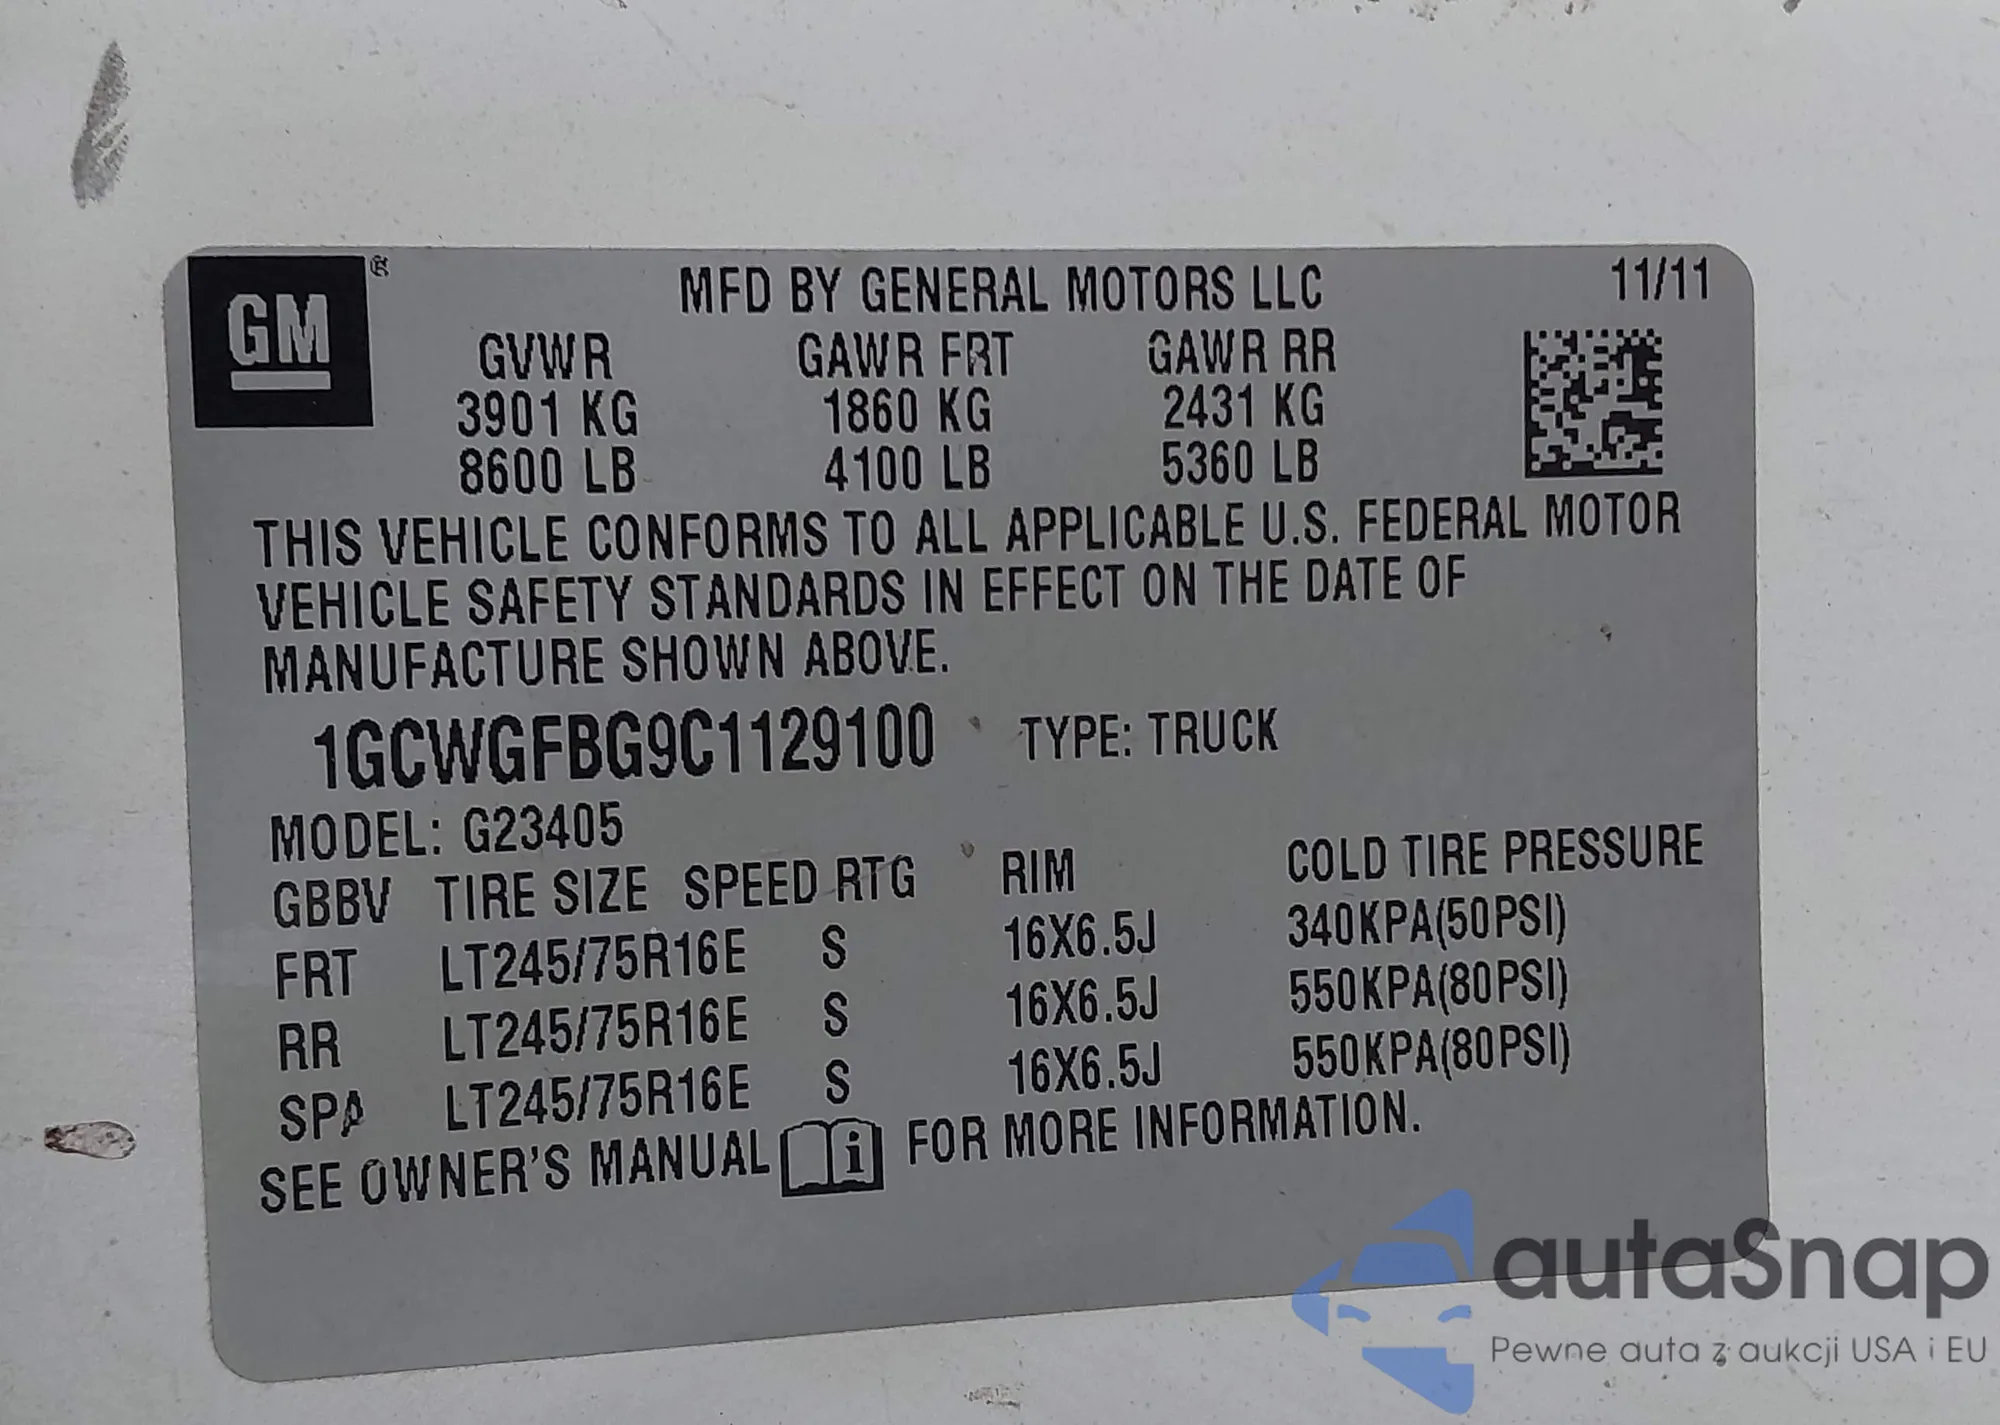 GM ®
MFD BY GENERAL MOTORS LLC 11/11
GVWR GAWR FRT GAWR RR
3901 KG 1860 KG 2431 KG
8600 LB 4100 LB 5360 LB
THIS VEHICLE CONFORMS TO ALL APPLICABLE U.S. FEDERAL MOTOR
VEHICLE SAFETY STANDARDS IN EFFECT ON THE DATE OF
MANUFACTURE SHOWN ABOVE.
1GCWGFBG9C1129100 TYPE: TRUCK
MODEL: G23405
GBBV TIRE SIZE SPEED RTG RIM COLD TIRE PRESSURE
FRT LT245/75R16E S 16X6.5J 340KPA(50PSI)
RR LT245/75R16E S 16X6.5J 550KPA(80PSI)
SPA LT245/75R16E S 16X6.5J 550KPA(80PSI)
SEE OWNER'S MANUAL i FOR MORE INFORMATION.
autaSnap
Pewne auta z aukcji USA i EU